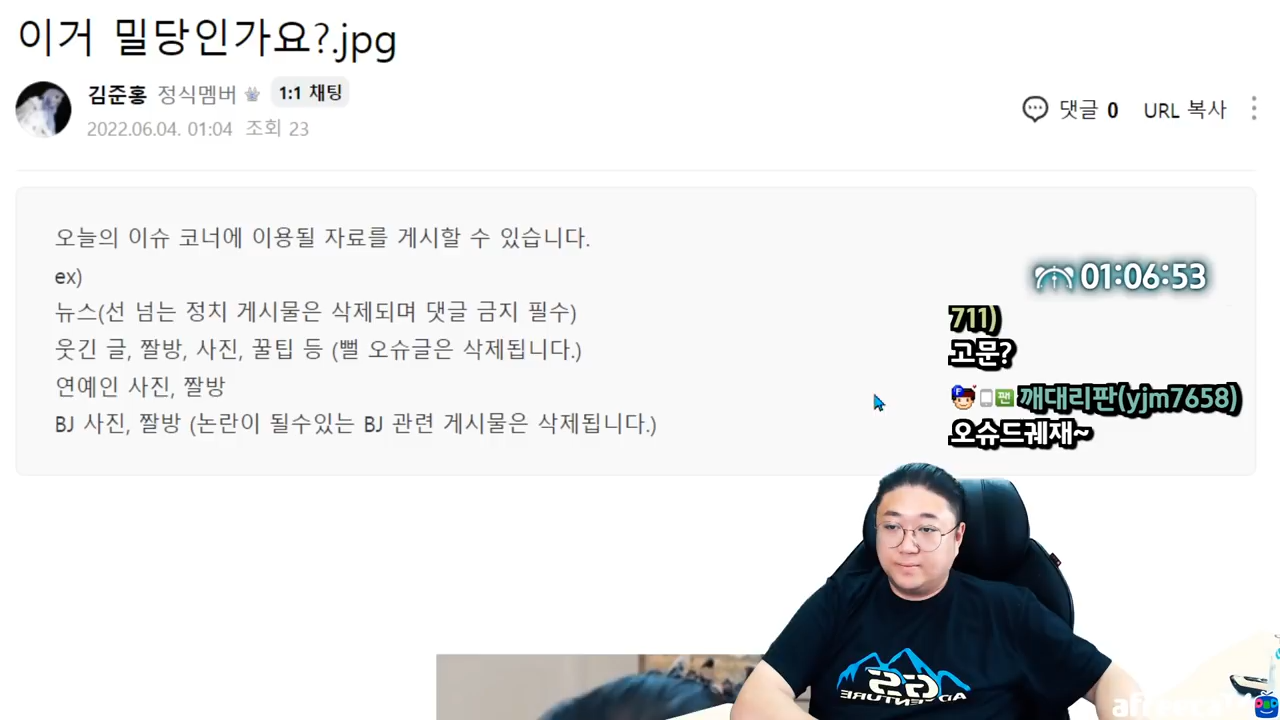 이거 밀당인가요?.jpg
김준홍 정식멤버 1:1 채팅
2022.06.04. 01:04 조회 23
댓글 0 URL 복사
오늘의 이슈 코너에 이용될 자료를 게시할 수 있습니다.
ex)
뉴스(선 넘는 정치 게시물은 삭제되며 댓글 금지 필수)
웃긴 글, 짤방, 사진, 꿀팁 등 (뻘 오슈글은 삭제됩니다.)
연예인 사진, 짤방
BJ 사진, 짤방 (논란이 될수있는 BJ 관련 게시물은 삭제됩니다.)
01:06:53
711)
고문?
팬 깨대리판(yjm7658)
오슈드궤재~
ADVENTURE